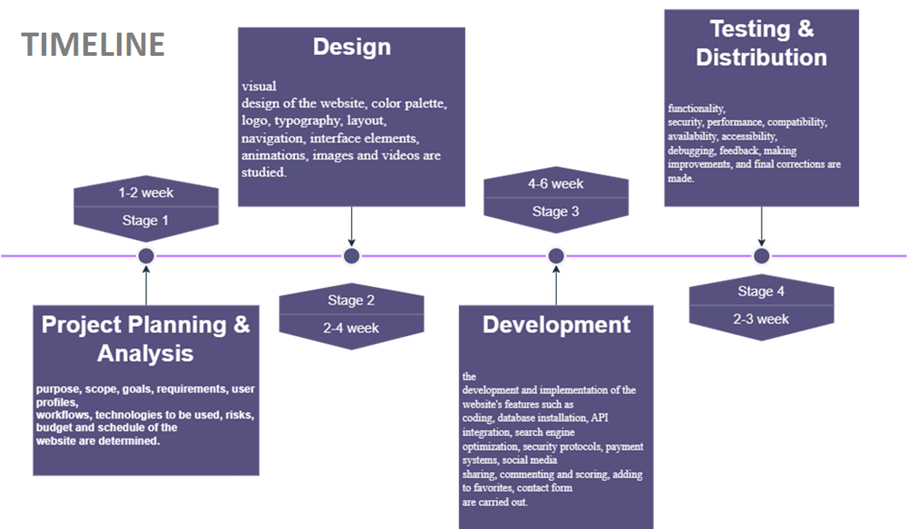 TIMELINE
Design
visual
design of the website, color palette,
logo, typography, layout,
navigation, interface elements,
animations, images and videos are
studied.
Testing &
Distribution
functionality,
security, performance, compatibility,
availability, accessibility,
debugging, feedback, making
improvements, and final corrections are
made.
1-2 week
Stage 1
4-6 week
Stage 3
Stage 2
2-4 week
Stage 4
2-3 week
Project Planning &
Analysis
purpose, scope, goals, requirements, user
profiles,
workflows, technologies to be used, risks,
budget and schedule of the
website are determined.
Development
the
development and implementation of the
website's features such as
coding, database installation, API
integration, search engine
optimization, security protocols, payment
systems, social media
sharing, commenting and scoring, adding
to favorites, contact form
are carried out.